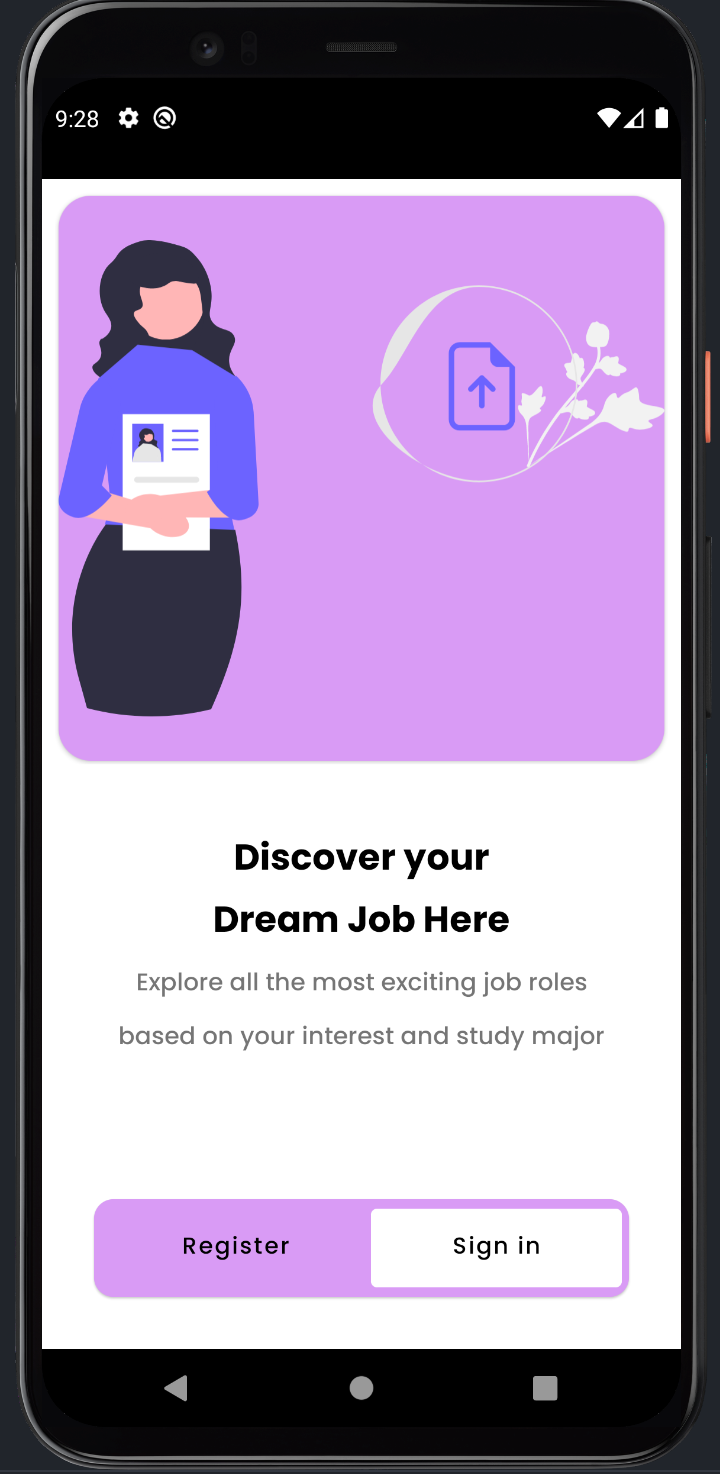 9:28
Discover your
Dream Job Here
Explore all the most exciting job roles
based on your interest and study major
Register
Sign in